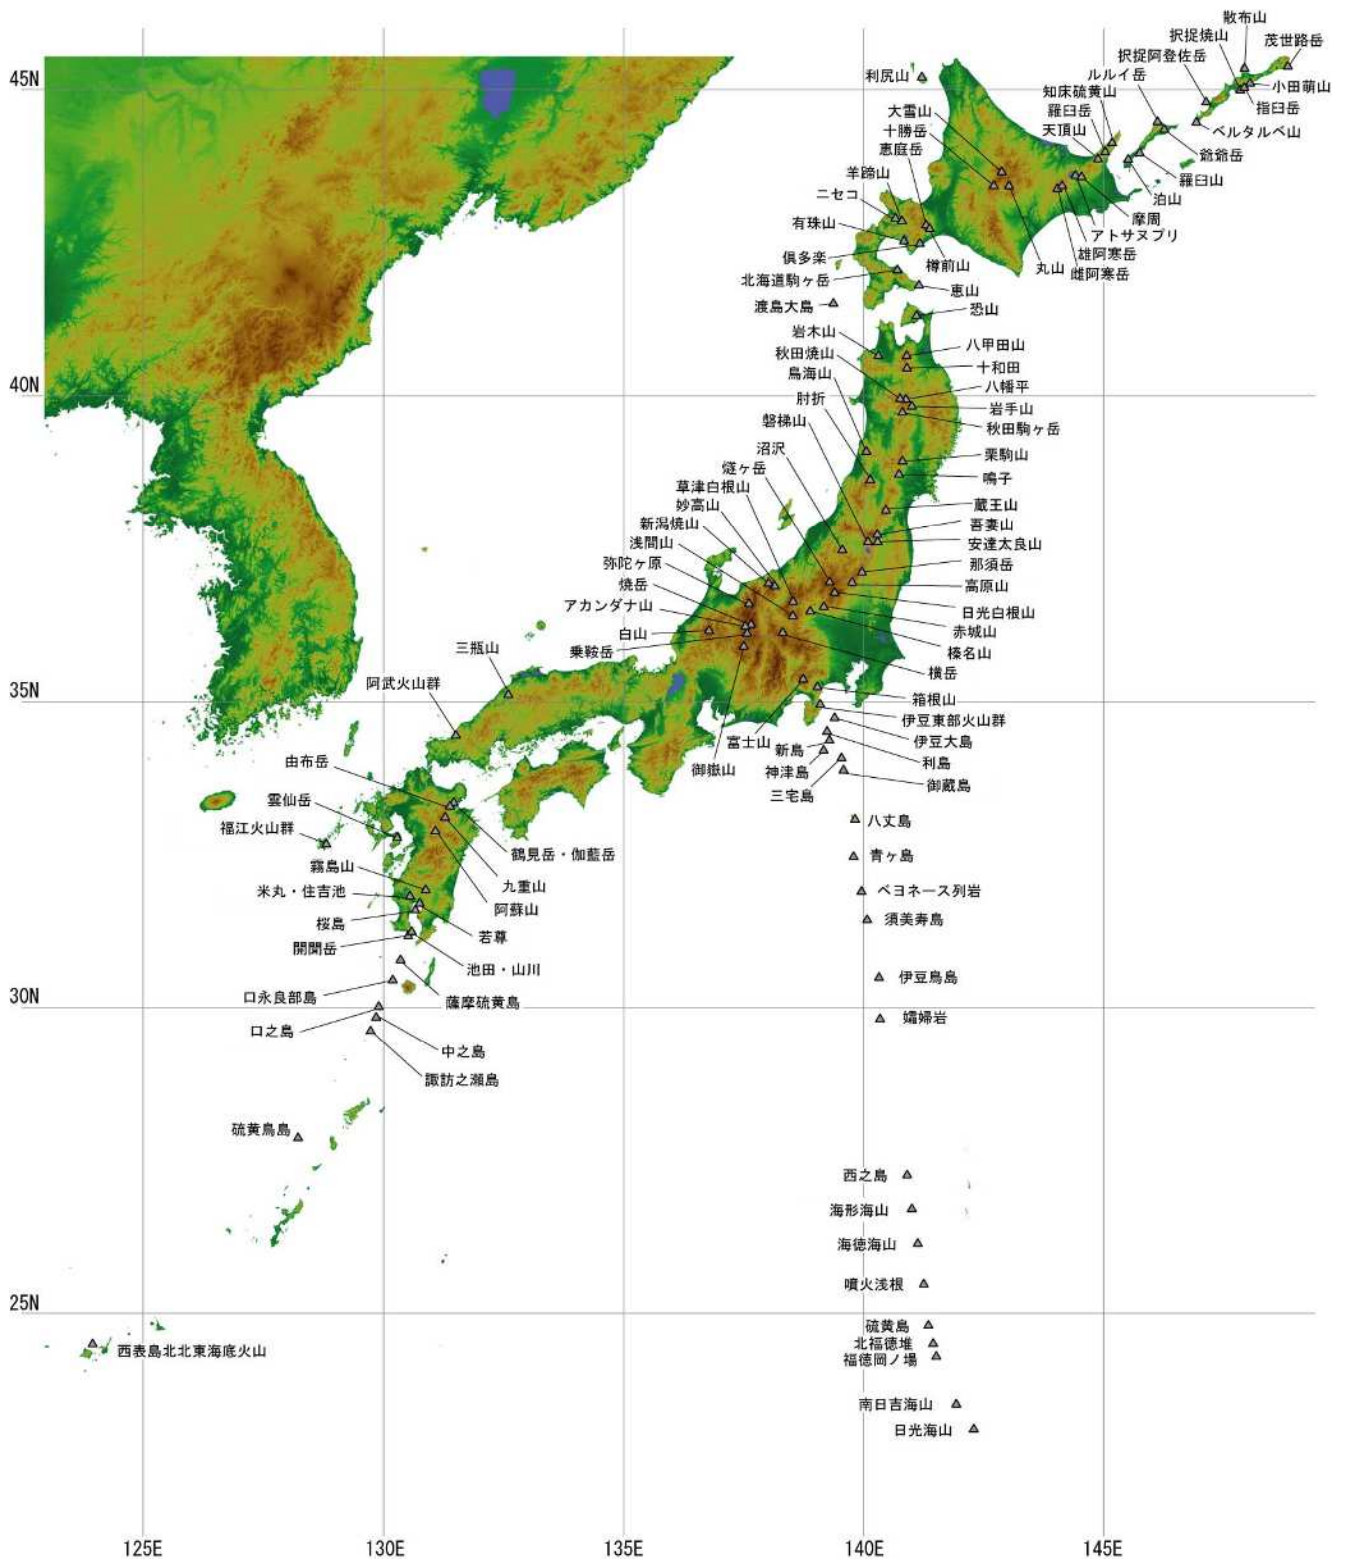 散布山
択捉焼山
茂世路岳
択捉阿登佐岳
ルルイ岳
45N
利尻山
知床硫黄山
小田萌山
大雪山
羅臼岳
指臼岳
十勝岳
天頂山
ベルタルベ山
恵庭岳
爺爺岳
羊蹄山
羅臼山
ニセコ
泊山
有珠山
摩周
アトサヌプリ
倶多楽
樽前山
丸山
雄阿寒岳
北海道駒ヶ岳
雌阿寒岳
恵山
渡島大島
恐山
岩木山
八甲田山
秋田焼山
十和田
鳥海山
40N
八幡平
肘折
岩手山
磐梯山
秋田駒ヶ岳
沼沢
栗駒山
燧ヶ岳
鳴子
草津白根山
妙高山
蔵王山
新潟焼山
吾妻山
浅間山
安達太良山
弥陀ヶ原
那須岳
焼岳
高原山
アカンダナ山
日光白根山
白山
赤城山
三瓶山
乗鞍岳
榛名山
横岳
阿武火山群
35N
箱根山
伊豆東部火山群
富士山
伊豆大島
新島
由布岳
利島
御嶽山
神津島
御蔵島
三宅島
雲仙岳
福江火山群
八丈島
鶴見岳・伽藍岳
青ヶ島
霧島山
九重山
米丸・住吉池
ベヨネース列岩
阿蘇山
桜島
須美寿島
若尊
開聞岳
池田・山川
伊豆鳥島
口永良部島
30N
薩摩硫黄島
孀婦岩
口之島
中之島
諏訪之瀬島
硫黄鳥島
西之島
海形海山
海徳海山
噴火浅根
25N
硫黄島
北福徳堆
西表島北北東海底火山
福徳岡ノ場
南日吉海山
日光海山
125E
130E
135E
140E
145E